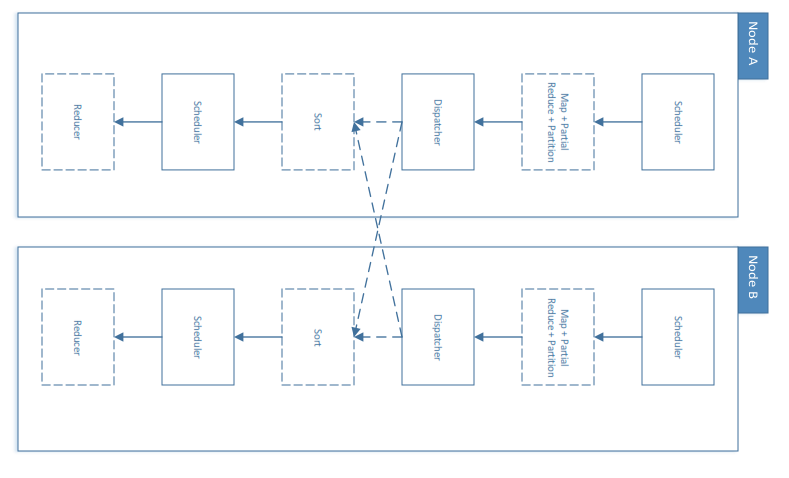 Node A
Scheduler
Map + Partial
Reduce + Partition
Dispatcher
Sort
Scheduler
Reducer
Node B
Scheduler
Map + Partial
Reduce + Partition
Dispatcher
Sort
Scheduler
Reducer